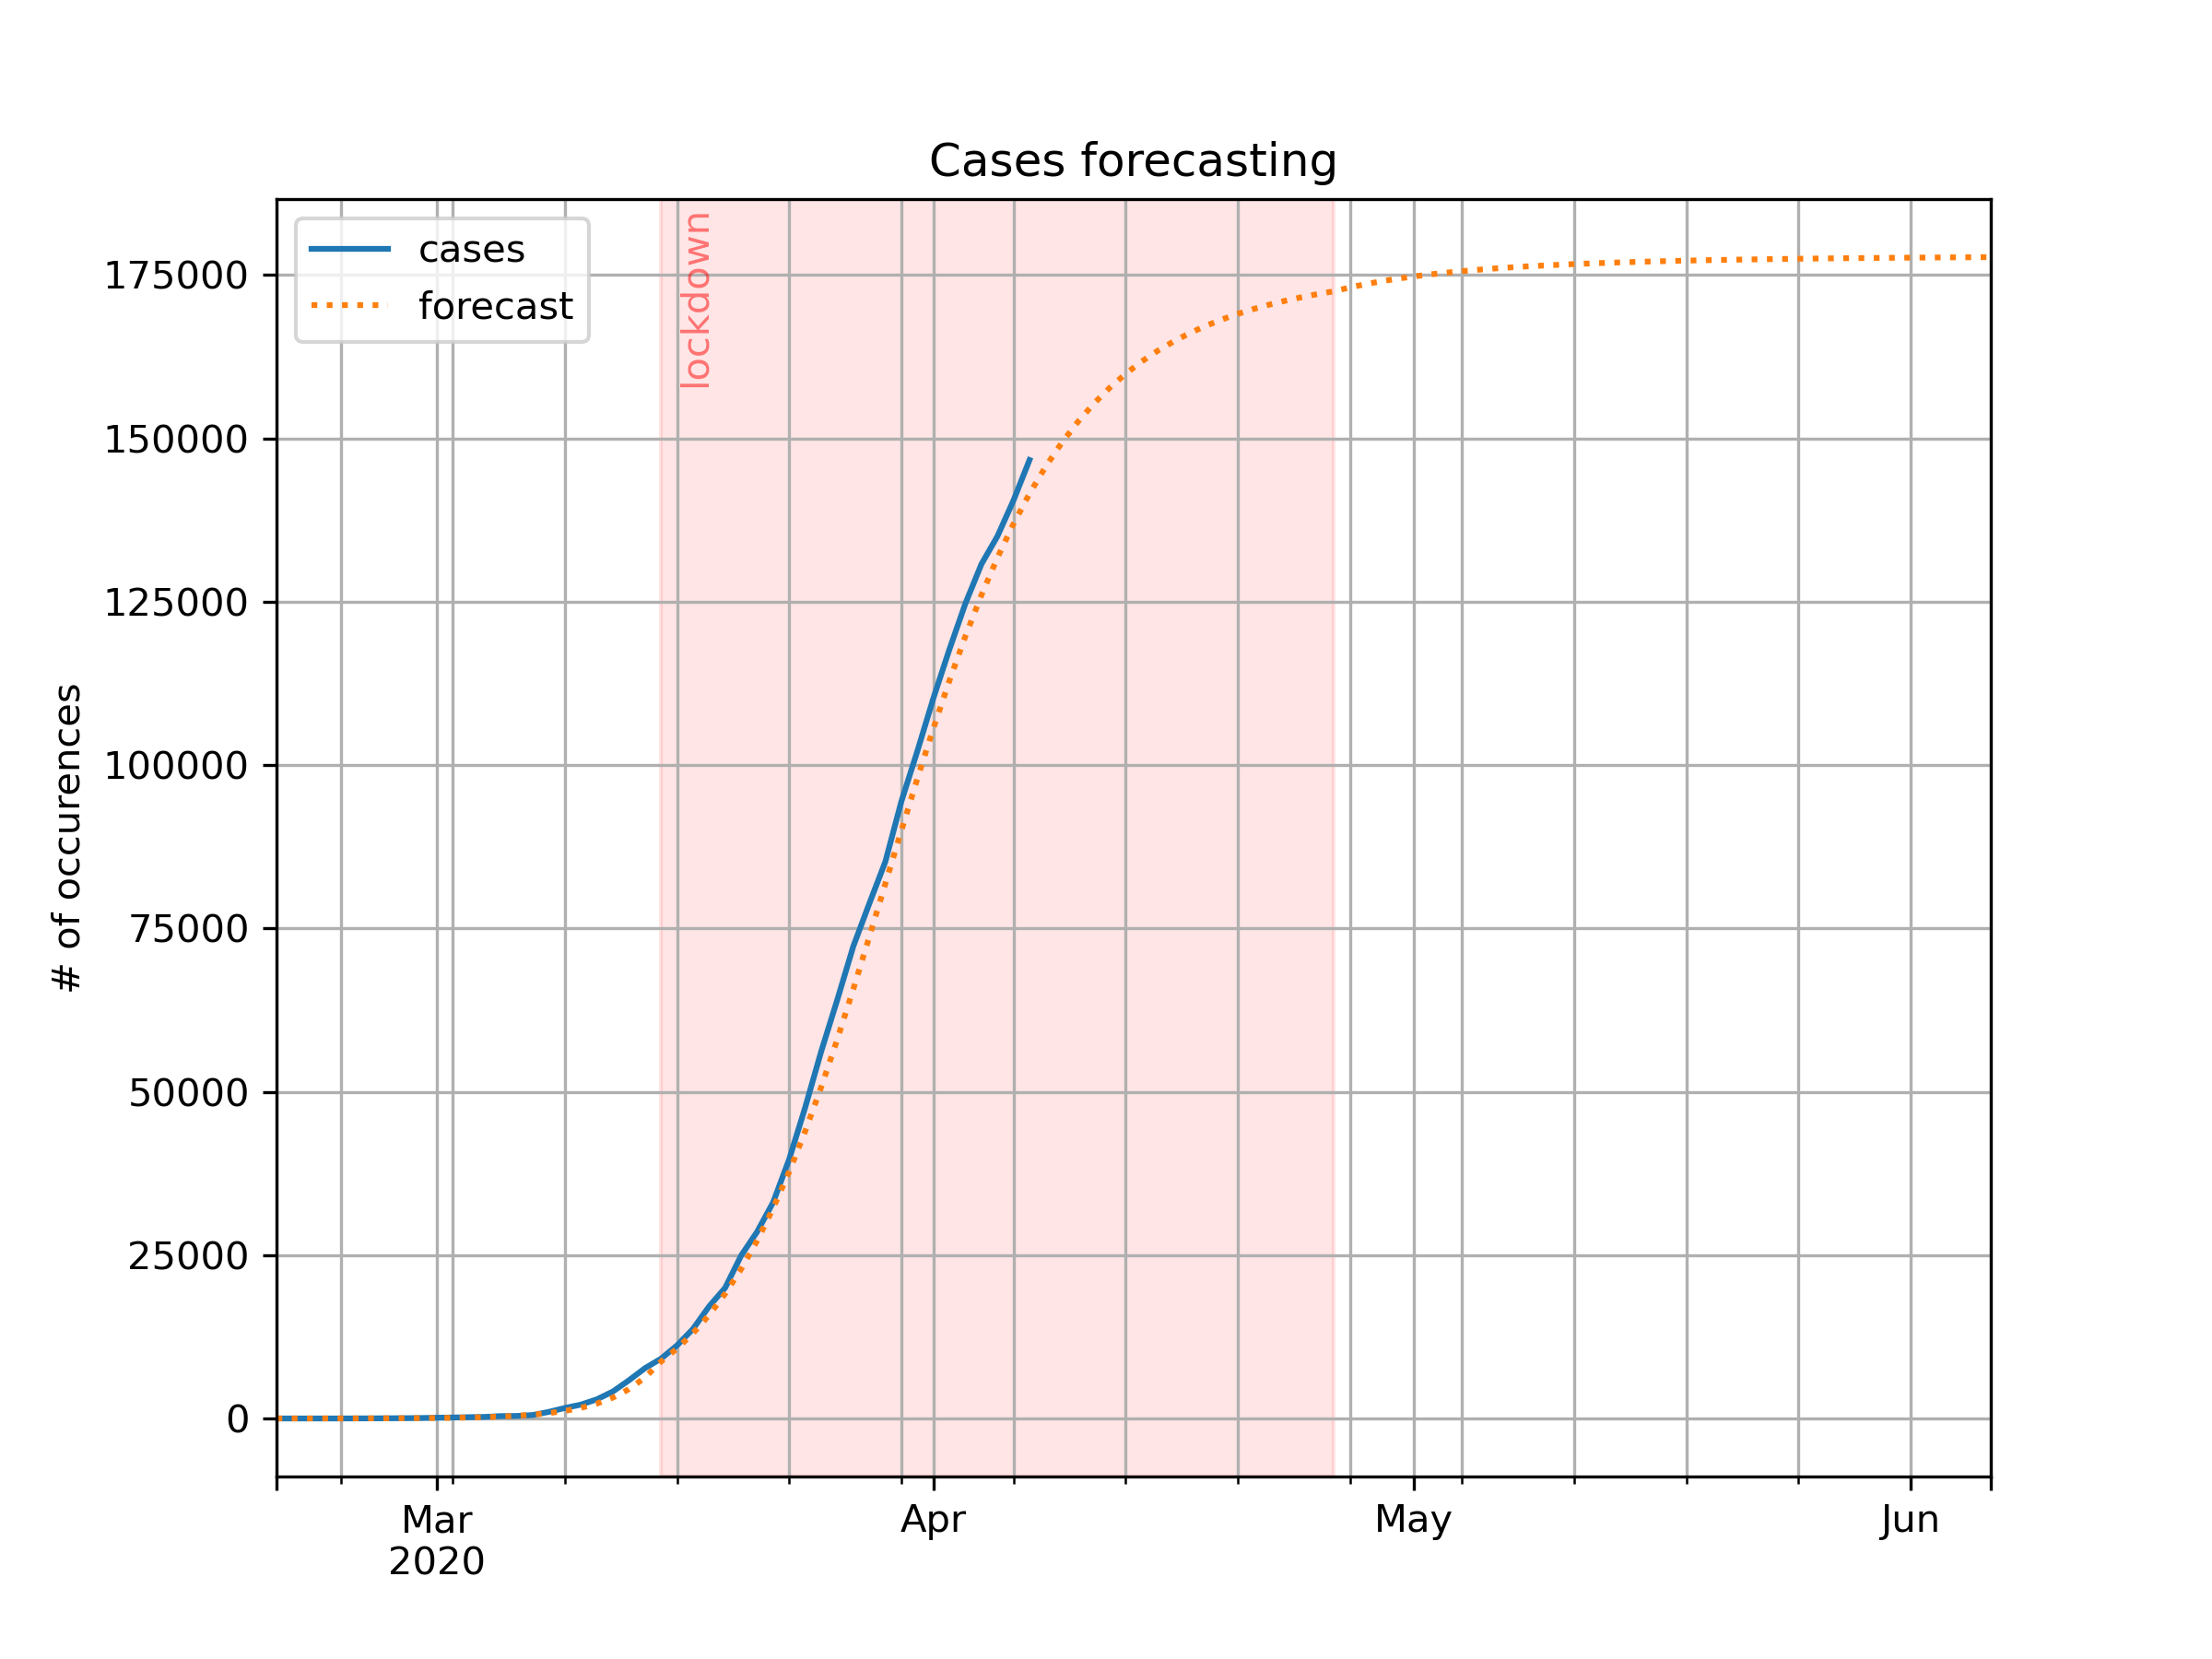 Cases forecasting
cases
forecast
lockdown
# of occurences
175000
150000
125000
100000
75000
50000
25000
0
Mar
2020
Apr
May
Jun